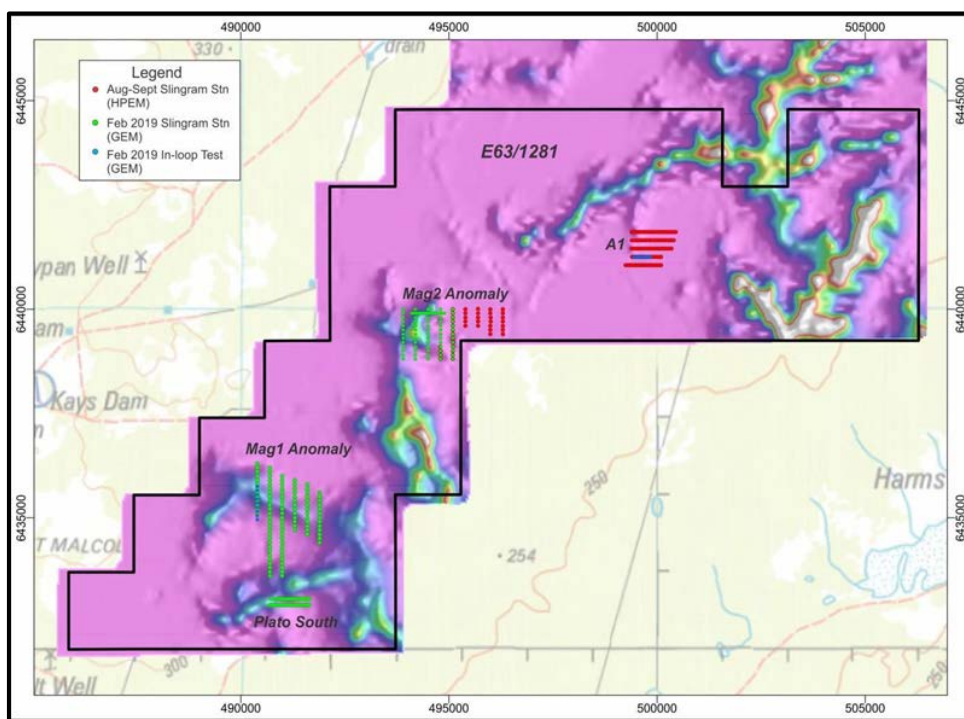 490000 495000 500000 505000
330
drain
Legend
Aug-Sept Slingram Stn
(HPEM)
Feb 2019 Slingram Stn
(GEM)
Feb 2019 In-loop Test
(GEM)
6445000
6445000
E63/1281
A1
ypan Well
Mag2 Anomaly
6440000
6440000
am
Kays Dam
m
Mag1 Anomaly
250
Harms
6435000
6435000
T MALCOL
254
Plato South
300
lt Well
250
490000 495000 500000 505000